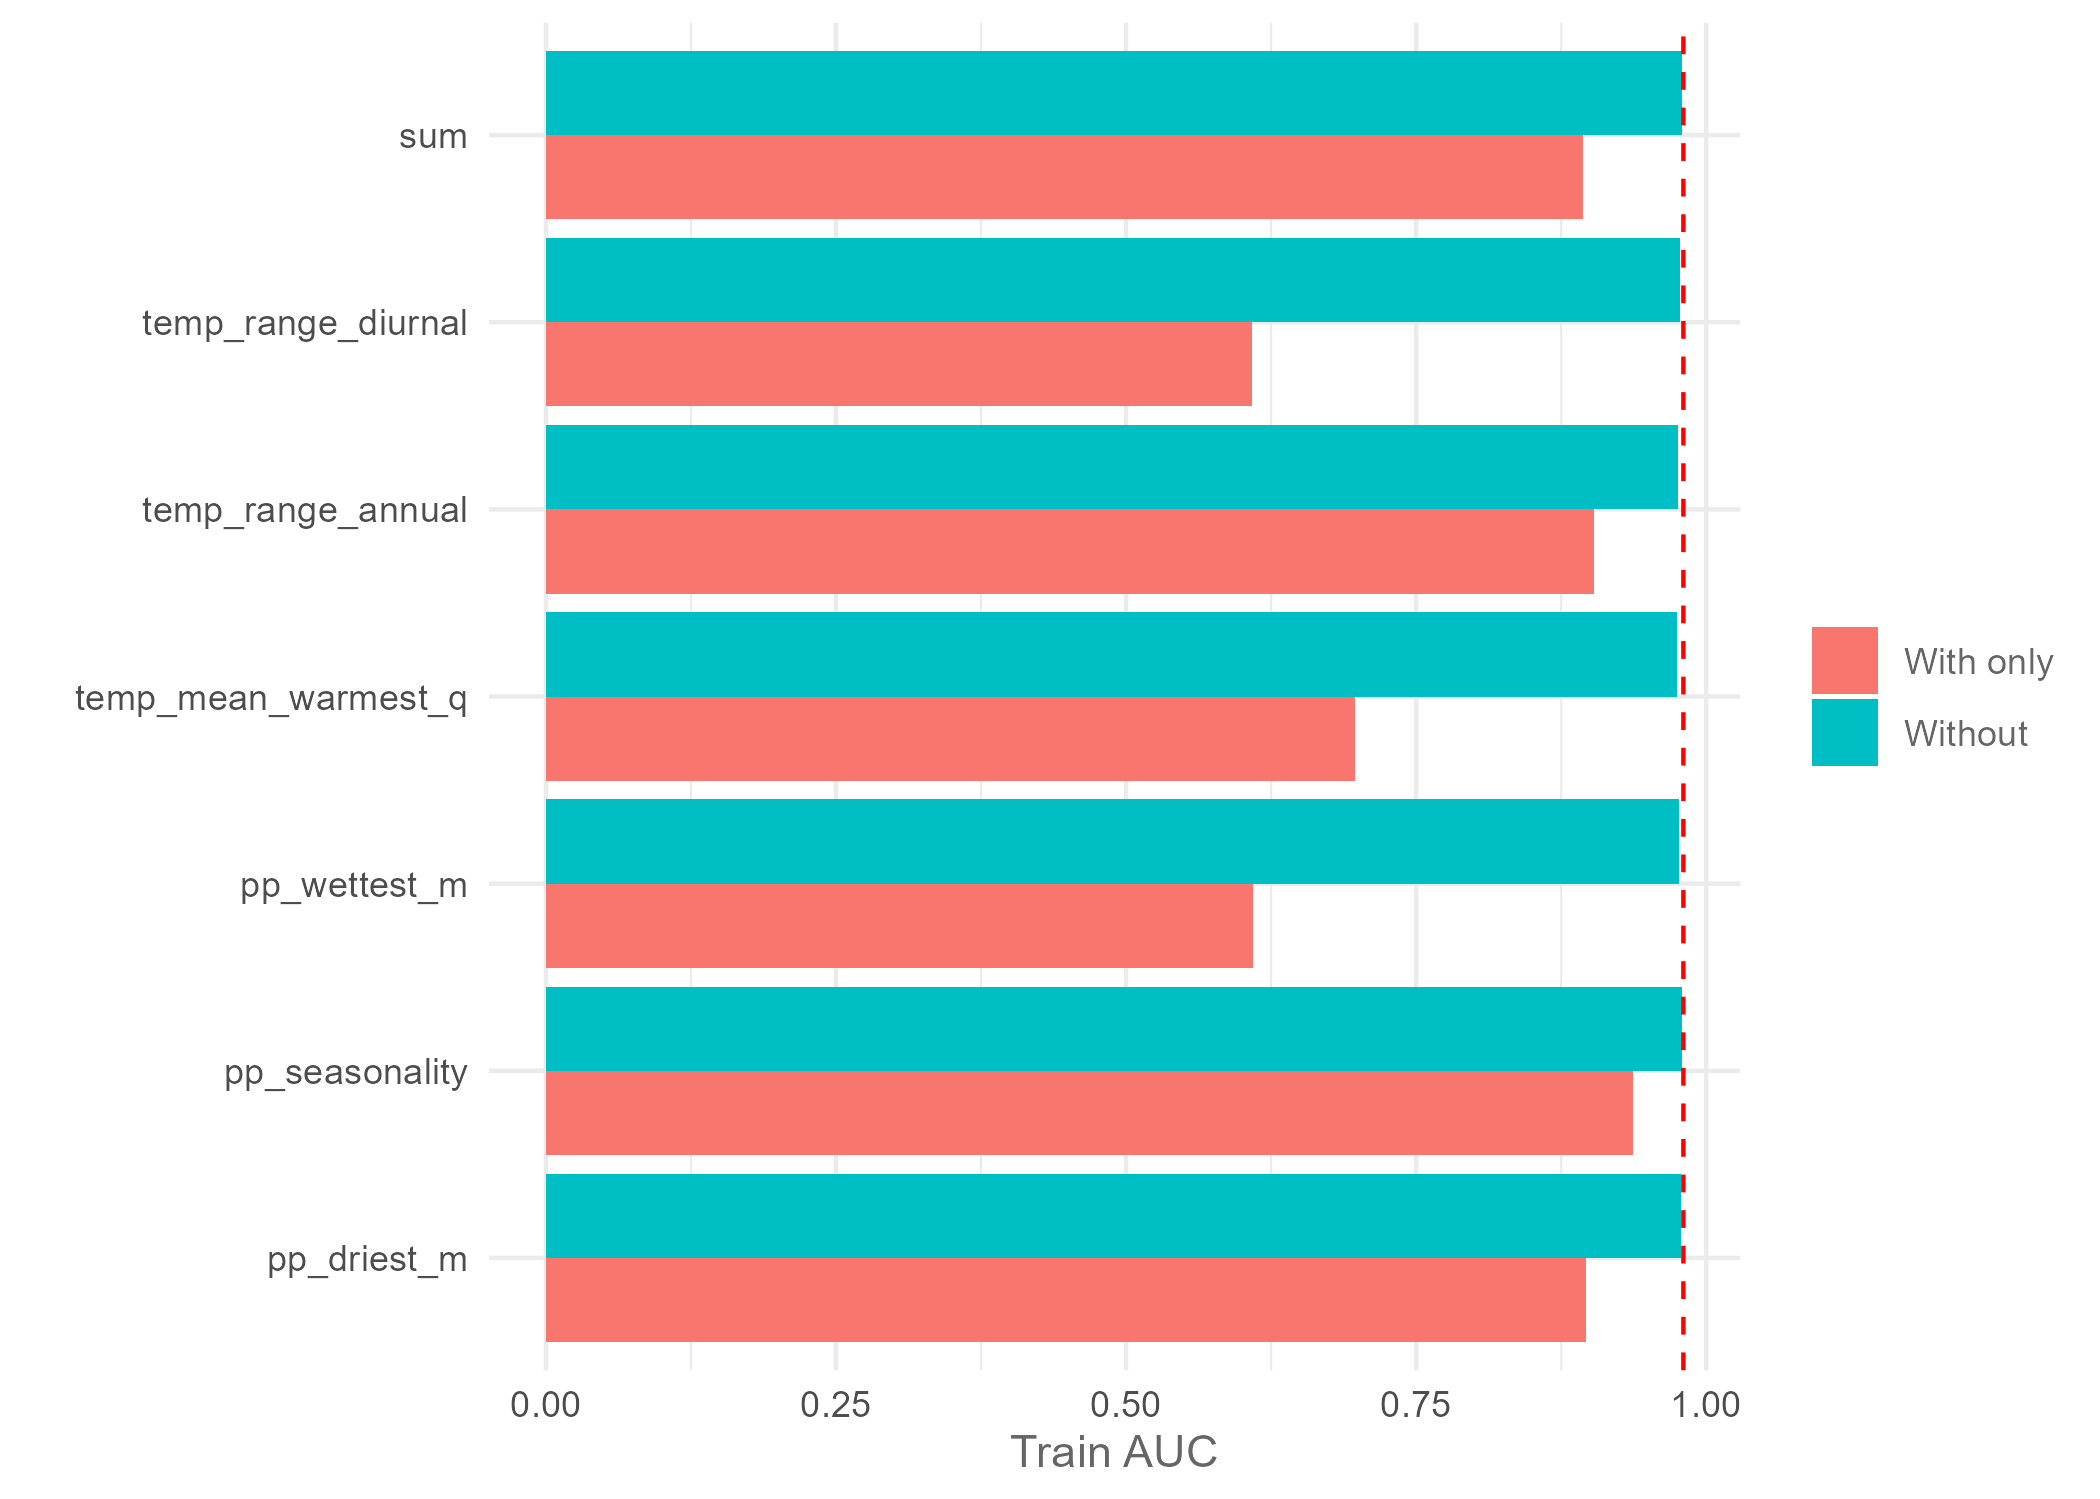 sum
temp_range_diurnal
temp_range_annual
temp_mean_warmest_q
pp_wettest_m
pp_seasonality
pp_driest_m
0.00 0.25 0.50 0.75 1.00
Train AUC
With only
Without